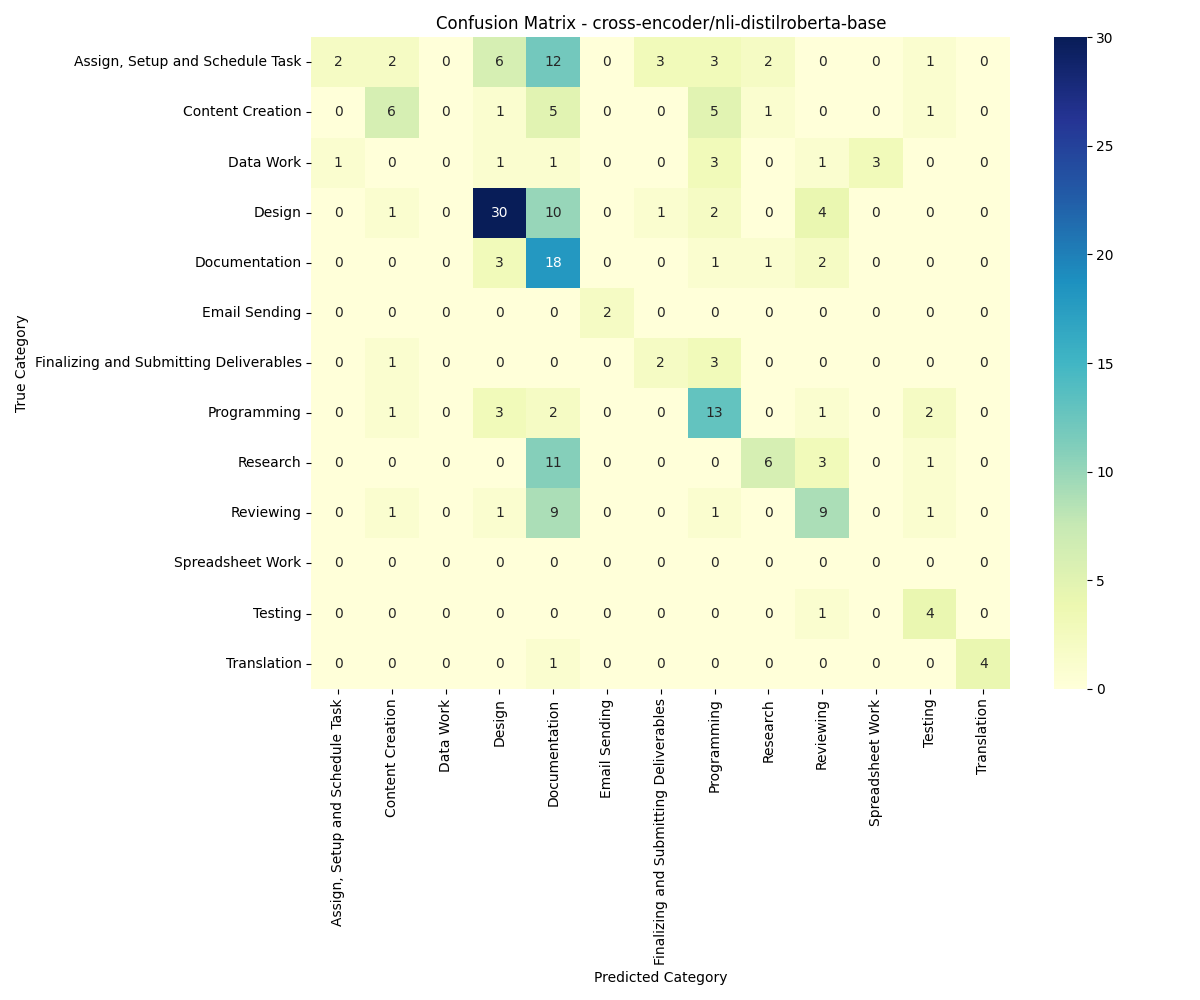 Confusion Matrix - cross-encoder/nli-distilroberta-base
Assign, Setup and Schedule Task 2 2 0 6 12 0 3 3 2 0 0 1 0
Content Creation 0 6 0 1 5 0 0 5 1 0 0 1 0
Data Work 1 0 0 1 1 0 0 3 0 1 3 0 0
Design 0 1 0 30 10 0 1 2 0 4 0 0 0
Documentation 0 0 0 3 18 0 0 1 1 2 0 0 0
Email Sending 0 0 0 0 0 2 0 0 0 0 0 0 0
Finalizing and Submitting Deliverables 0 1 0 0 0 0 2 3 0 0 0 0 0
Programming 0 1 0 3 2 0 0 13 0 1 0 2 0
Research 0 0 0 0 11 0 0 0 6 3 0 1 0
Reviewing 0 1 0 1 9 0 0 1 0 9 0 1 0
Spreadsheet Work 0 0 0 0 0 0 0 0 0 0 0 0 0
Testing 0 0 0 0 0 0 0 0 0 1 0 4 0
Translation 0 0 0 0 1 0 0 0 0 0 0 0 4
True Category
Assign, Setup and Schedule Task
Content Creation
Data Work
Design
Documentation
Email Sending
Finalizing and Submitting Deliverables
Programming
Research
Reviewing
Spreadsheet Work
Testing
Translation
Predicted Category
30
25
20
15
10
5
0